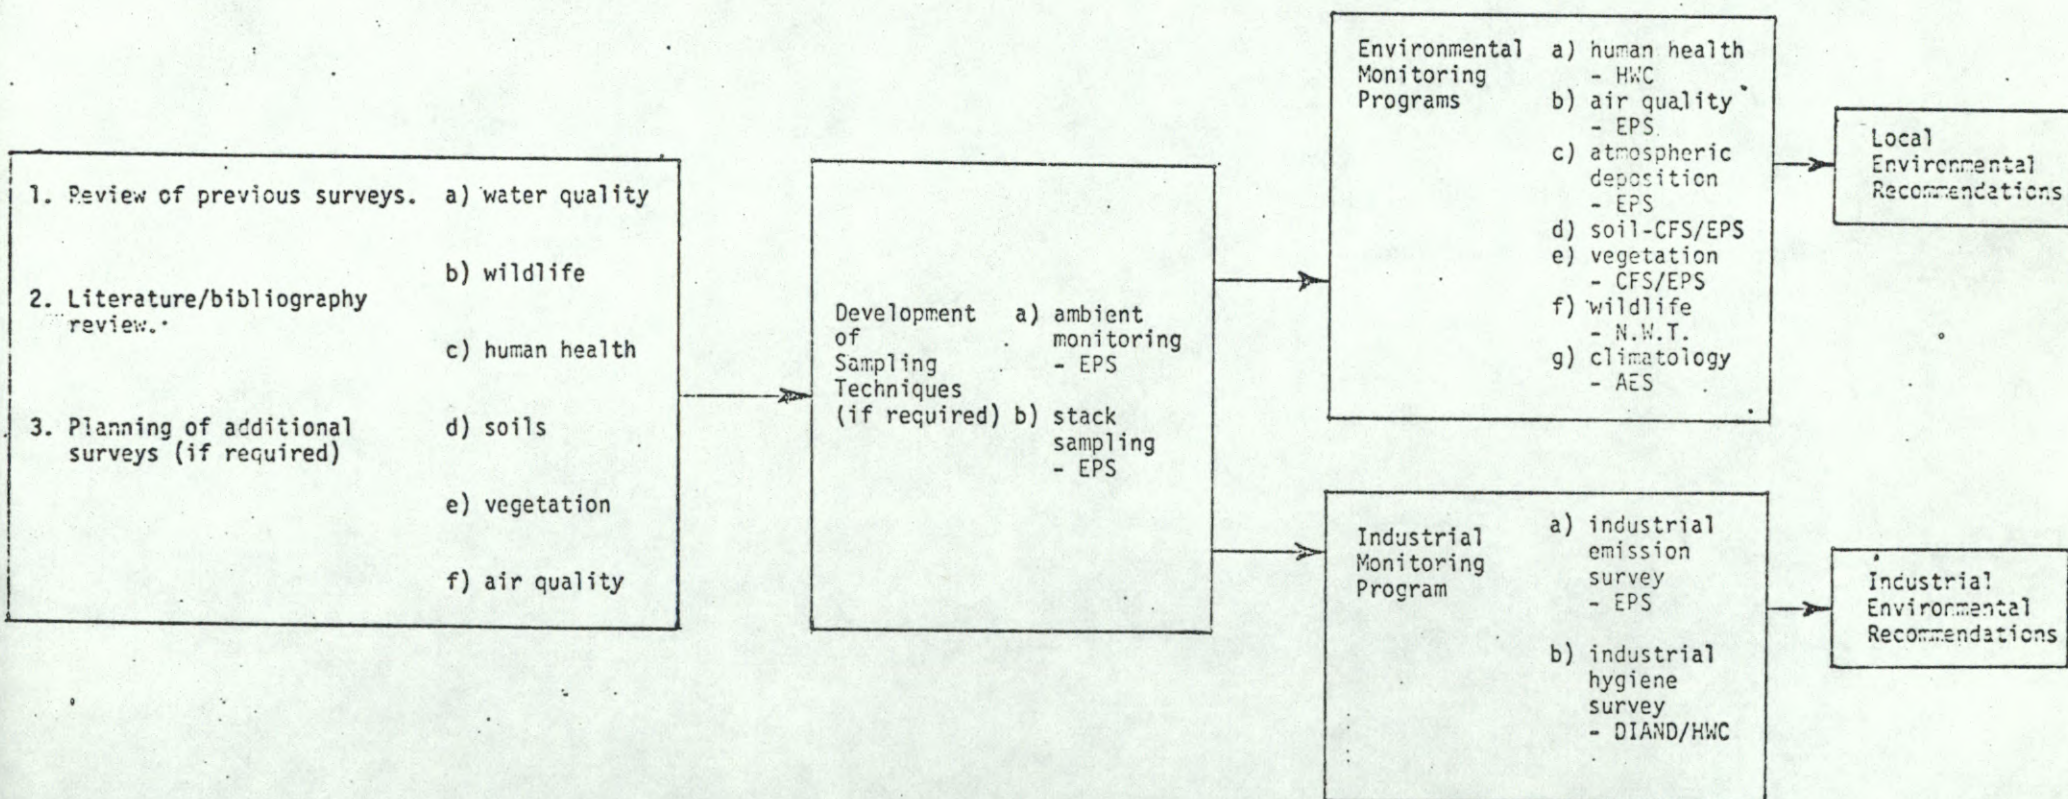 1. Review of previous surveys.
2. Literature/bibliography
review.
3. Planning of additional
surveys (if required)
a) water quality
b) wildlife
c) human health
d) soils
e) vegetation
f) air quality
Development
of
Sampling
Techniques
(if required)
a) ambient
monitoring
- EPS
b) stack
sampling
- EPS
Environmental
Monitoring
Programs
a) human health
- HWC
b) air quality
- EPS
c) atmospheric
deposition
- EPS
d) soil-CFS/EPS
e) vegetation
- CFS/EPS
f) wildlife
- N.W.T.
g) climatology
- AES
Local
Environmental
Recommendations
Industrial
Monitoring
Program
a) industrial
emission
survey
- EPS
b) industrial
hygiene
survey
- DIAND/HWC
Industrial
Environmental
Recommendations